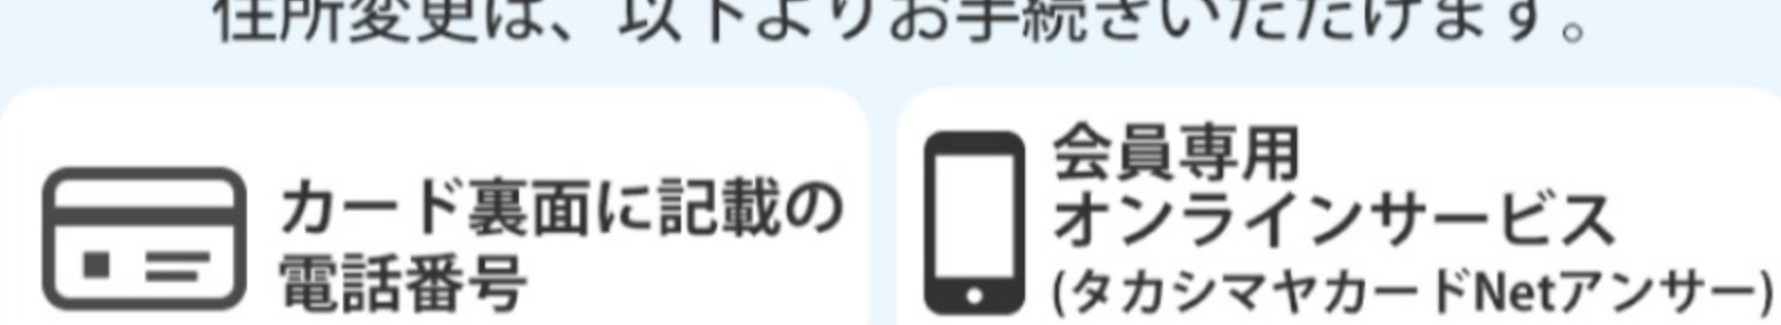 住所変更は、以下よりお手続きいただけます。
カード裏面に記載の
電話番号
会員専用
オンラインサービス
(タカシマヤカードNetアンサー)